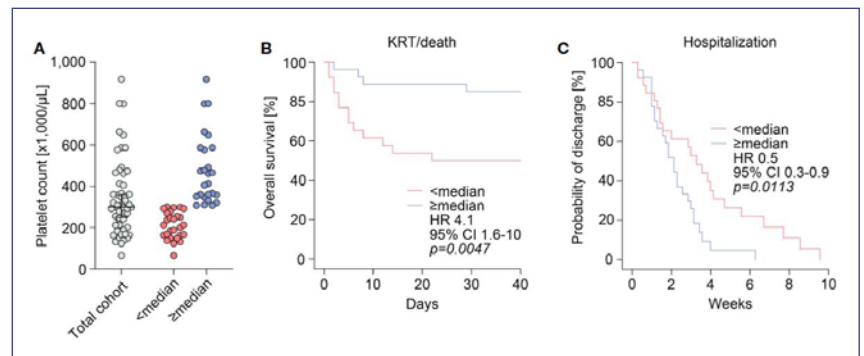 A
Platelet count [x1,000/µL]
1,000
800
600
400
200
0
Total cohort
<median
≥median
B
KRT/death
Overall survival [%]
100
85
60
40
20
0
<median
≥median
HR 4.1
95% CI 1.6-10
p=0.0047
0
10
20
30
40
Days
C
Hospitalization
Probability of discharge [%]
100
85
60
40
20
0
<median
≥median
HR 0.5
95% CI 0.3-0.9
p=0.0113
0
2
4
6
8
10
Weeks